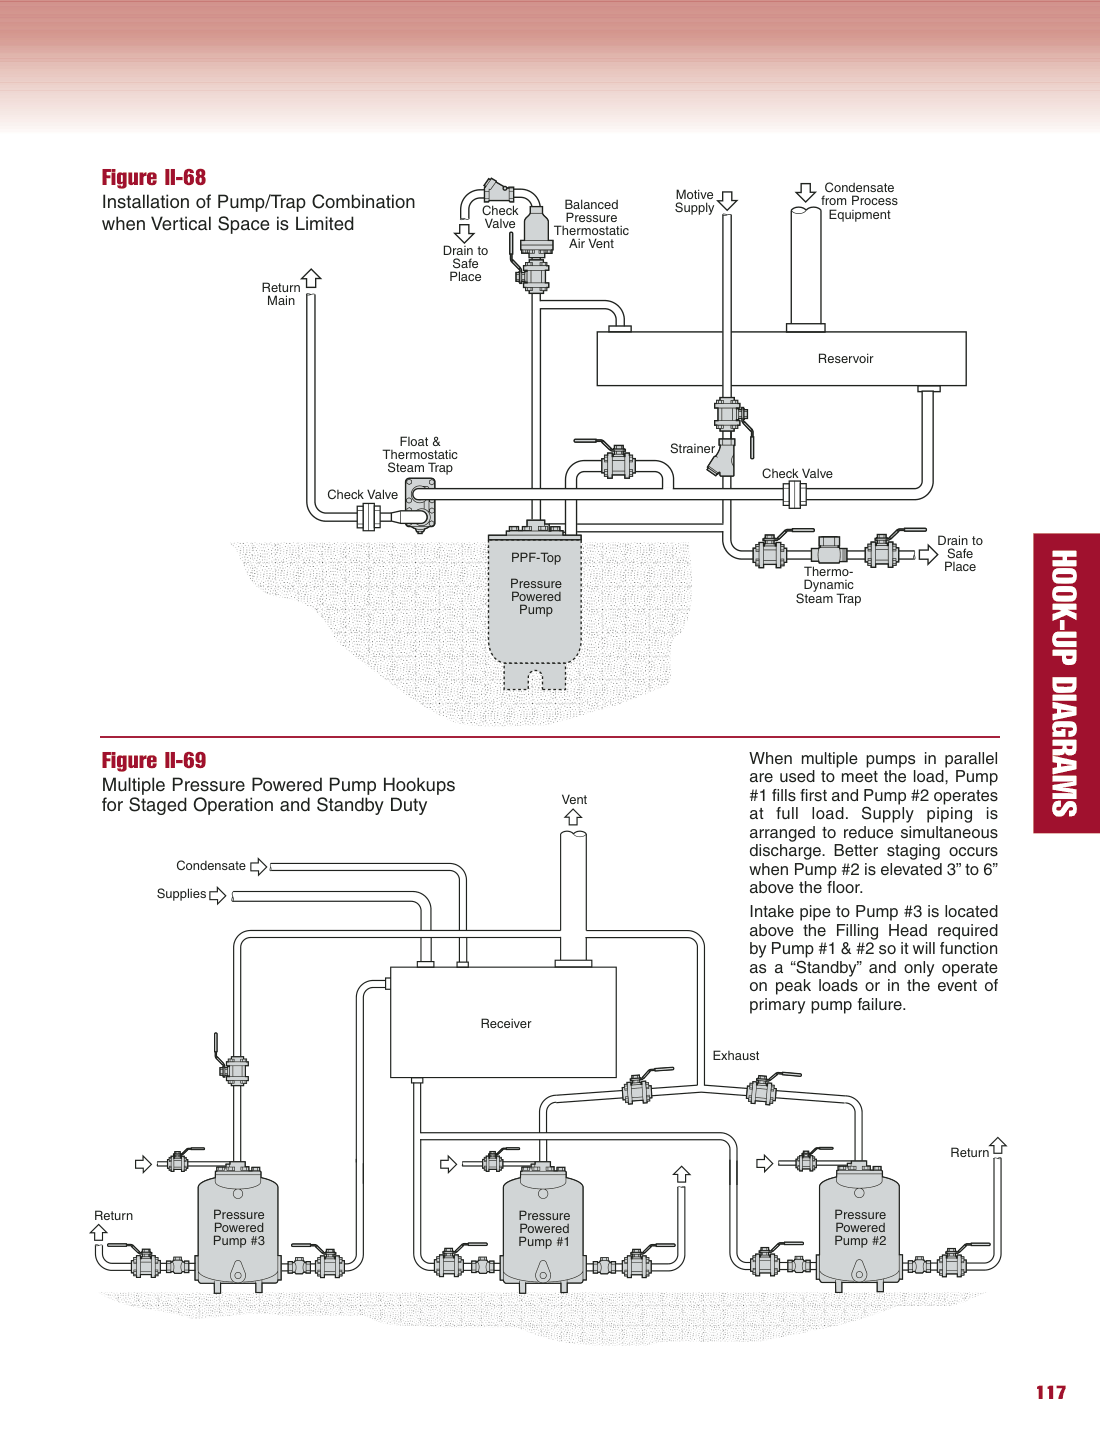 Figure II-68
Installation of Pump/Trap Combination
when Vertical Space is Limited
Check
Valve
Balanced
Pressure
Thermostatic
Air Vent
Drain to
Safe
Place
Motive
Supply
Condensate
from Process
Equipment
Return
Main
Reservoir
Float &
Thermostatic
Steam Trap
Strainer
Check Valve
Check Valve
Drain to
Safe
Place
PPF-Top
Pressure
Powered
Pump
Thermo-
Dynamic
Steam Trap
HOOK-UP DIAGRAMS
Figure II-69
Multiple Pressure Powered Pump Hookups
for Staged Operation and Standby Duty
When multiple pumps in parallel
are used to meet the load, Pump
#1 fills first and Pump #2 operates
at full load. Supply piping is
arranged to reduce simultaneous
discharge. Better staging occurs
when Pump #2 is elevated 3” to 6”
above the floor.
Intake pipe to Pump #3 is located
above the Filling Head required
by Pump #1 & #2 so it will function
as a “Standby” and only operate
on peak loads or in the event of
primary pump failure.
Vent
Condensate
Supplies
Receiver
Exhaust
Return
Return
Pressure
Powered
Pump #3
Pressure
Powered
Pump #1
Pressure
Powered
Pump #2
117